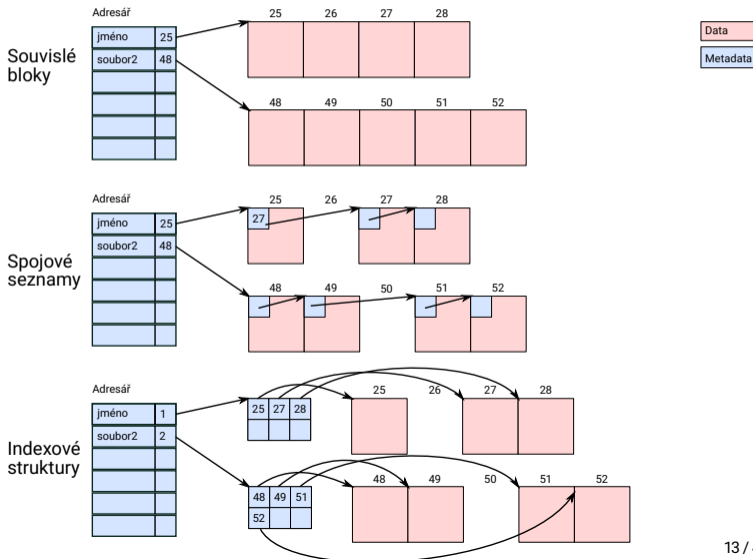 Adresář
25 26 27 28
jméno 25
soubor2 48
Souvislé
bloky
48 49 50 51 52
Data
Metadata
Adresář
25 26 27 28
jméno 25
27
soubor2 48
Spojové
seznamy
48 49 50 51 52
Adresář
25 26 27 28
jméno 1
25 27 28
soubor2 2
Indexové
struktury
48 49 50 51 52
48 49 51
52
13 /